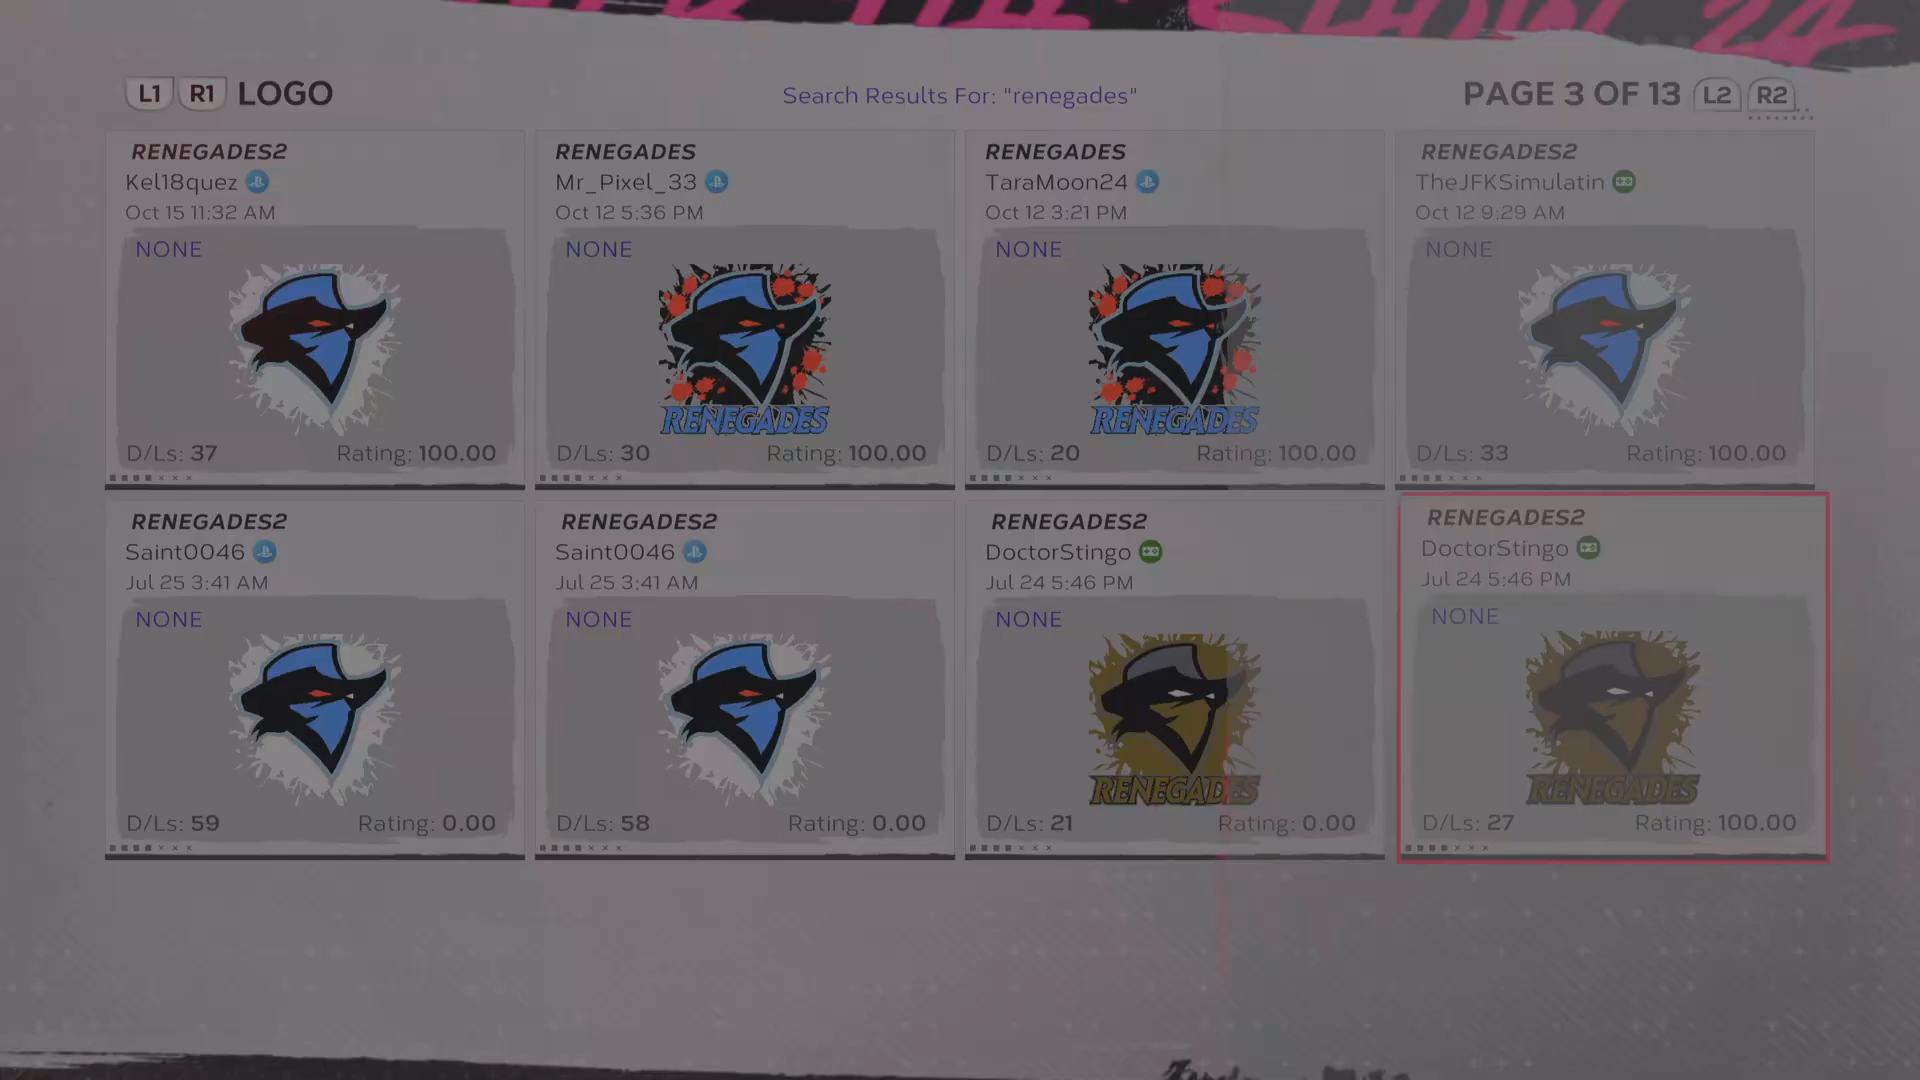 THE SHOW 24
L1 R1 LOGO
Search Results For: "renegades"
PAGE 3 OF 13 L2 R2
RENEGADES2
Kel18quez
Oct 15 11:32 AM
NONE
D/Ls: 37 Rating: 100.00
RENEGADES
Mr_Pixel_33
Oct 12 5:36 PM
NONE
RENEGADES
D/Ls: 30 Rating: 100.00
RENEGADES
TaraMoon24
Oct 12 3:21 PM
NONE
RENEGADES
D/Ls: 20 Rating: 100.00
RENEGADES2
TheJFKSimulatin
Oct 12 9:29 AM
NONE
D/Ls: 33 Rating: 100.00
RENEGADES2
Saint0046
Jul 25 3:41 AM
NONE
D/Ls: 59 Rating: 0.00
RENEGADES2
Saint0046
Jul 25 3:41 AM
NONE
D/Ls: 58 Rating: 0.00
RENEGADES2
DoctorStingo
Jul 24 5:46 PM
NONE
RENEGADES
D/Ls: 21 Rating: 0.00
RENEGADES2
DoctorStingo
Jul 24 5:46 PM
NONE
RENEGADES
D/Ls: 27 Rating: 100.00